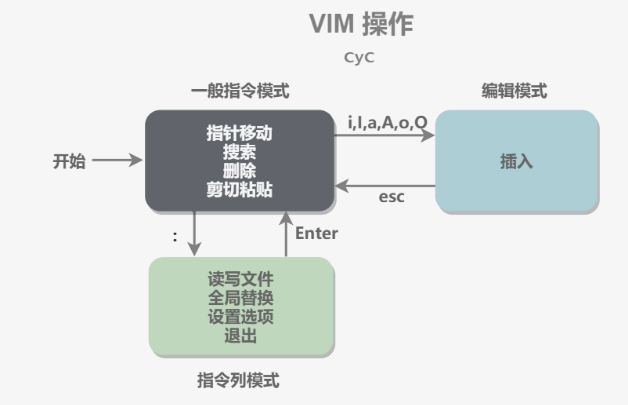 VIM 操作
CyC
一般指令模式
编辑模式
开始
指针移动
搜索
删除
剪切粘贴
i,I,a,A,o,O
插入
esc
:
Enter
读写文件
全局替换
设置选项
退出
指令列模式